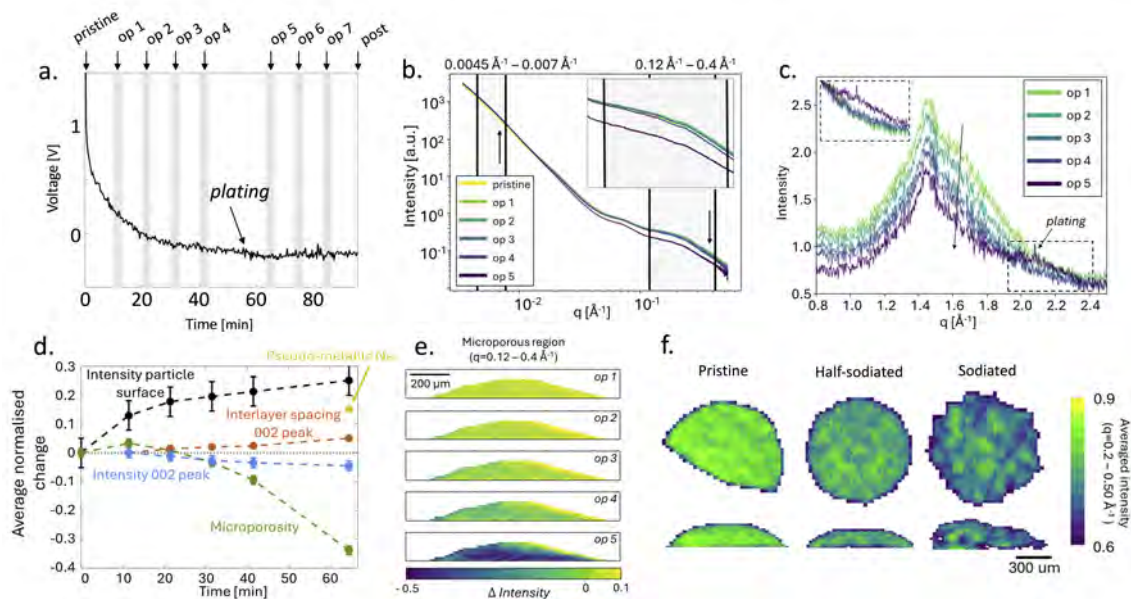 pristine
op 1
op 2
op 3
op 4
op 5
op 6
op 7
post
a.
Voltage [V]
1
0
plating
0
20
40
60
80
Time [min]
b.
0.0045 Å⁻¹ – 0.007 Å⁻¹
0.12 Å⁻¹ – 0.4 Å⁻¹
Intensity [a.u.]
10³
10²
10¹
10⁰
10⁻¹
pristine
op 1
op 2
op 3
op 4
op 5
10⁻²
10⁻¹
q [Å⁻¹]
c.
Intensity
2.5
2.0
1.5
1.0
0.5
op 1
op 2
op 3
op 4
op 5
plating
0.8
1.2
1.4
1.6
1.8
2.0
2.2
2.4
q [Å⁻¹]
d.
Average normalised
change
0.3
0.2
0.1
0
-0.1
-0.2
-0.3
-0.4
Intensity particle
surface
Interlayer spacing
002 peak
Intensity 002 peak
Microporosity
0
10
20
30
40
50
60
Time [min]
e.
Microporous region
(q=0.12 – 0.4 Å⁻¹)
200 µm
op 1
op 2
op 3
op 4
op 5
- 0.5
0
0.1
Δ Intensity
f.
Pristine
Half-sodiated
Sodiated
0.9
0.6
Averaged intensity
(q=0.2 – 0.50 Å⁻¹)
300 um